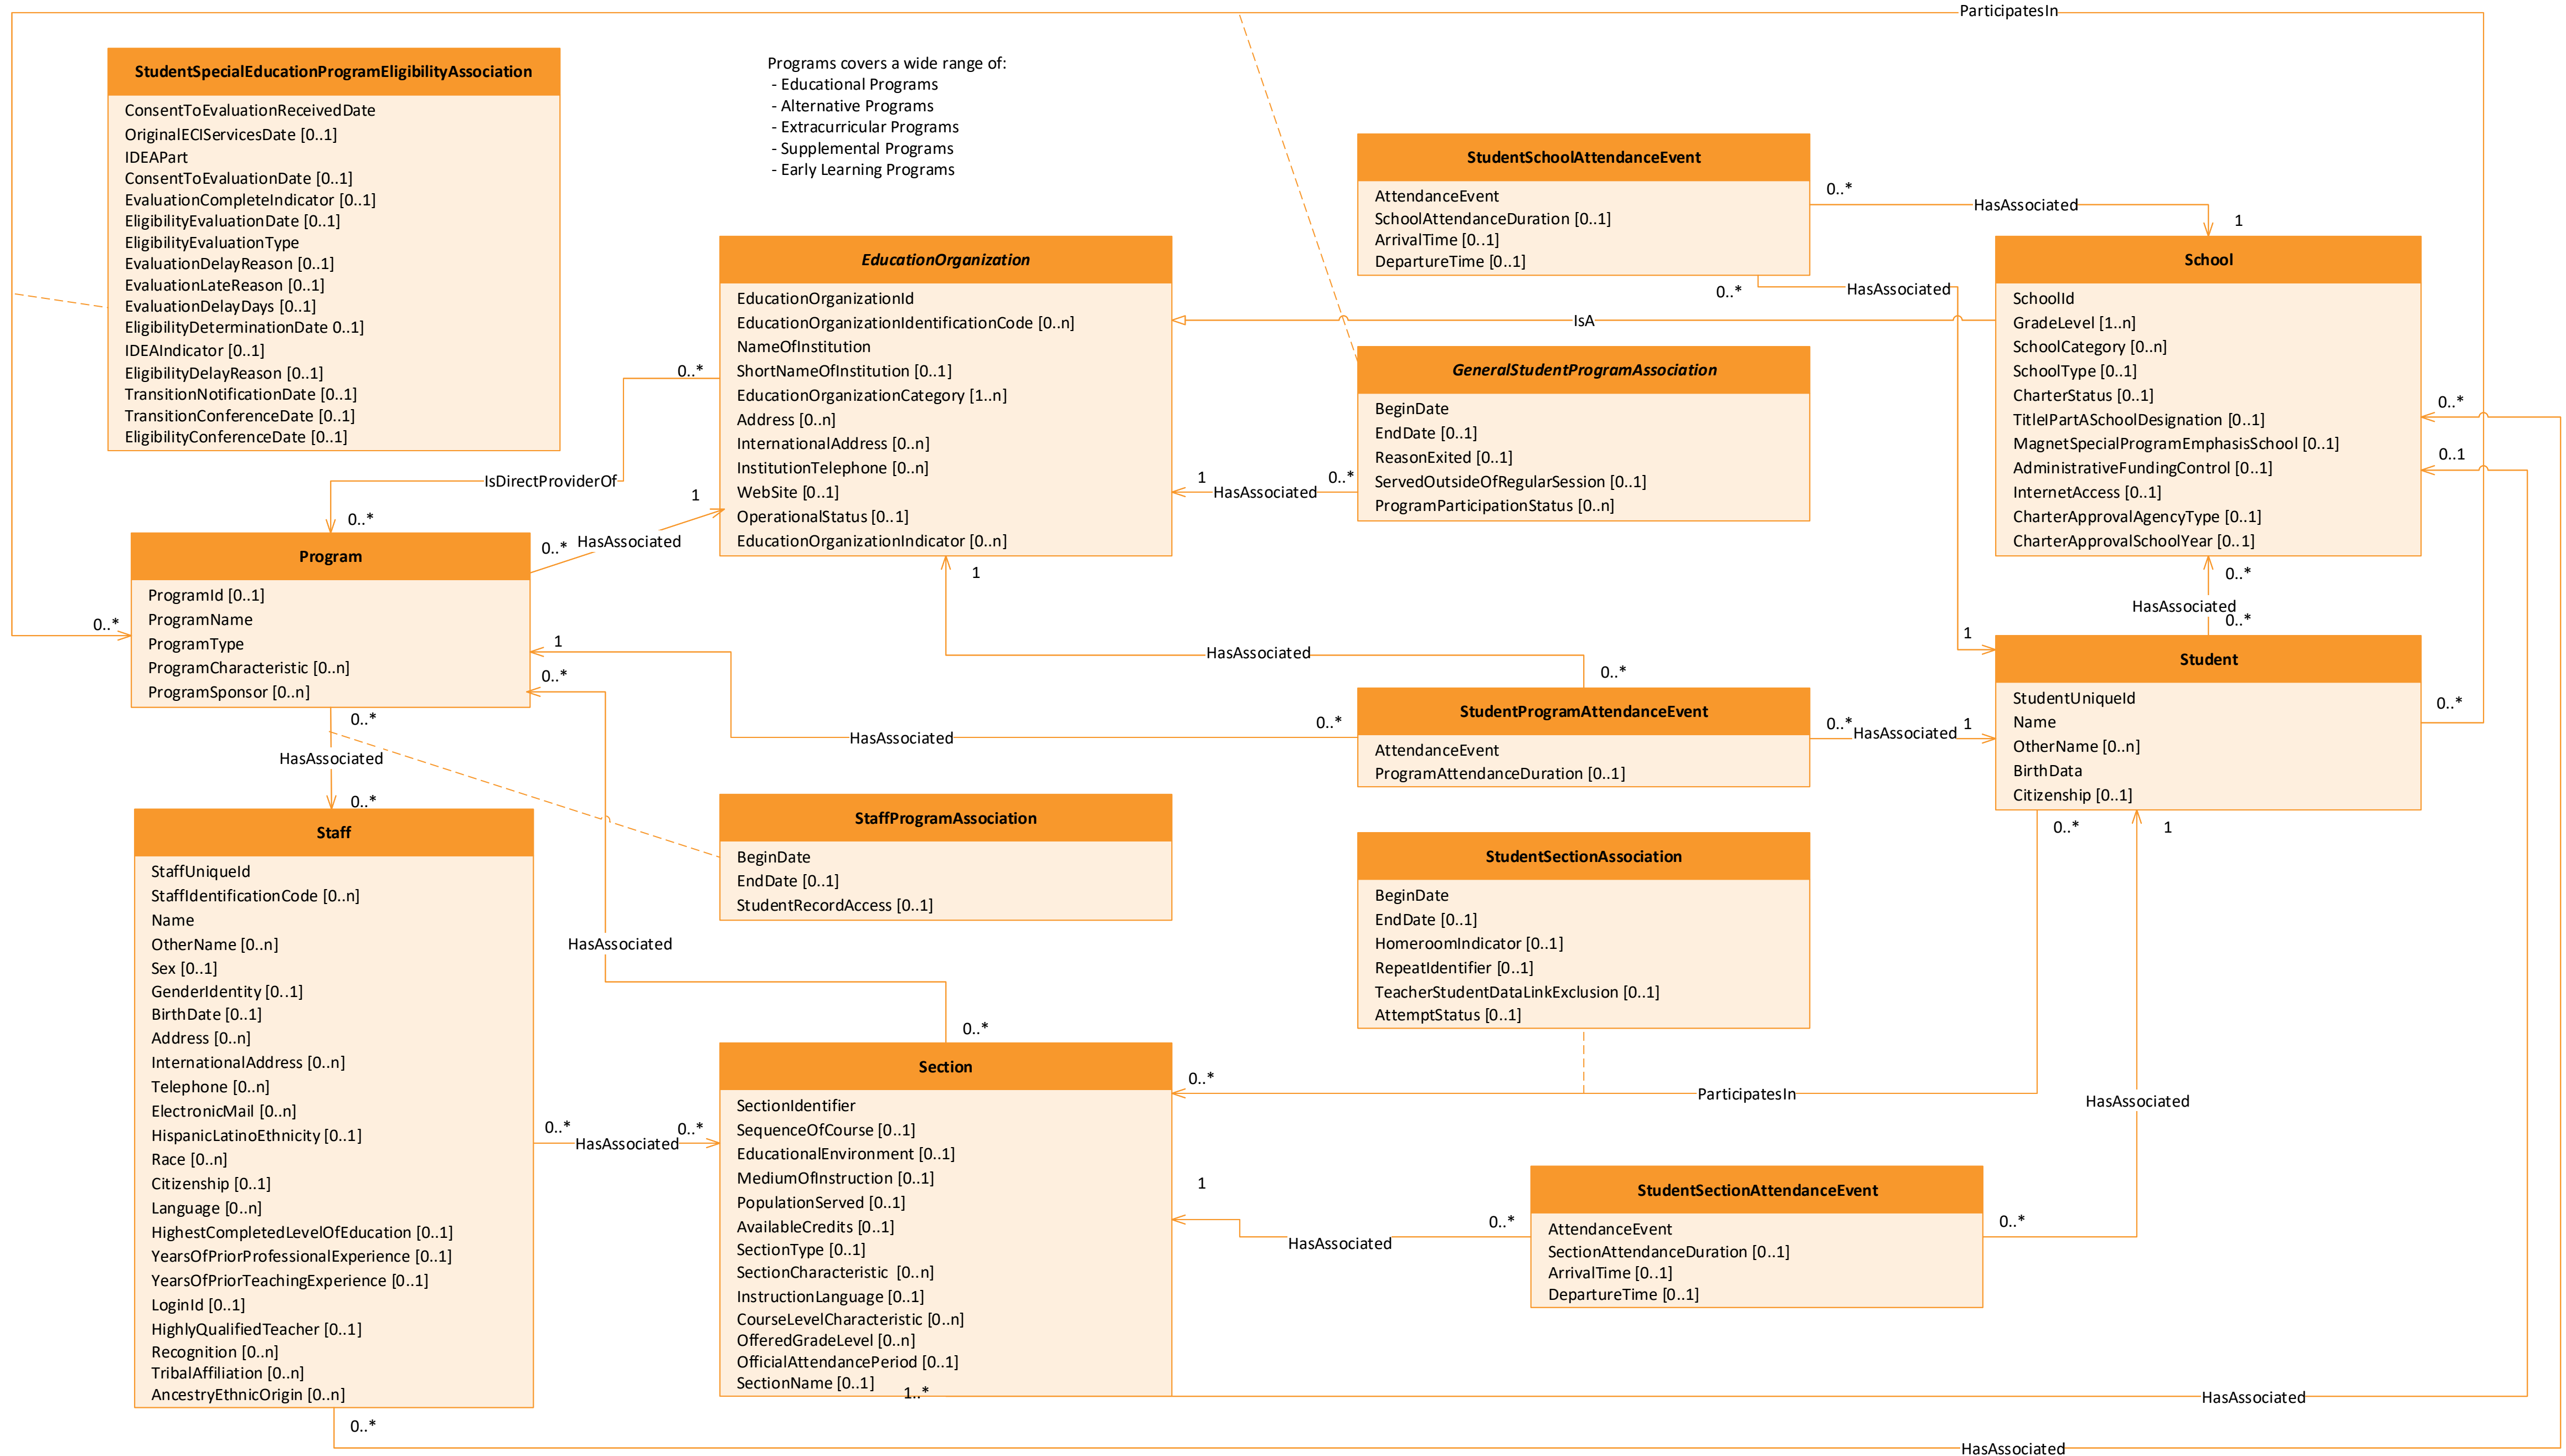 ParticipatesIn
StudentSpecialEducationProgramEligibilityAssociation
ConsentToEvaluationReceivedDate
OriginalECIServicesDate [0..1]
IDEAPart
ConsentToEvaluationDate [0..1]
EvaluationCompleteIndicator [0..1]
EligibilityEvaluationDate [0..1]
EligibilityEvaluationType
EvaluationDelayReason [0..1]
EvaluationLateReason [0..1]
EvaluationDelayDays [0..1]
EligibilityDeterminationDate 0..1]
IDEAIndicator [0..1]
EligibilityDelayReason [0..1]
TransitionNotificationDate [0..1]
TransitionConferenceDate [0..1]
EligibilityConferenceDate [0..1]
Programs covers a wide range of:
- Educational Programs
- Alternative Programs
- Extracurricular Programs
- Supplemental Programs
- Early Learning Programs
StudentSchoolAttendanceEvent
AttendanceEvent
SchoolAttendanceDuration [0..1]
ArrivalTime [0..1]
DepartureTime [0..1]
0..*
HasAssociated
1
0..*
HasAssociated
1
EducationOrganization
EducationOrganizationId
EducationOrganizationIdentificationCode [0..n]
NameOfInstitution
ShortNameOfInstitution [0..1]
EducationOrganizationCategory [1..n]
Address [0..n]
InternationalAddress [0..n]
InstitutionTelephone [0..n]
WebSite [0..1]
OperationalStatus [0..1]
EducationOrganizationIndicator [0..n]
IsA
GeneralStudentProgramAssociation
BeginDate
EndDate [0..1]
ReasonExited [0..1]
ServedOutsideOfRegularSession [0..1]
ProgramParticipationStatus [0..n]
1
HasAssociated
0..*
School
SchoolId
GradeLevel [1..n]
SchoolCategory [0..n]
SchoolType [0..1]
CharterStatus [0..1]
TitleIPartASchoolDesignation [0..1]
MagnetSpecialProgramEmphasisSchool [0..1]
AdministrativeFundingControl [0..1]
InternetAccess [0..1]
CharterApprovalAgencyType [0..1]
CharterApprovalSchoolYear [0..1]
0..*
0..1
0..*
HasAssociated
0..*
0..*
IsDirectProviderOf
0..*
1
HasAssociated
0..*
Program
ProgramId [0..1]
ProgramName
ProgramType
ProgramCharacteristic [0..n]
ProgramSponsor [0..n]
0..*
1
0..*
1
HasAssociated
0..*
0..*
HasAssociated
StudentProgramAttendanceEvent
AttendanceEvent
ProgramAttendanceDuration [0..1]
0..*
HasAssociated
1
Student
StudentUniqueId
Name
OtherName [0..n]
BirthData
Citizenship [0..1]
0..*
0..*
1
0..*
HasAssociated
0..*
Staff
StaffUniqueId
StaffIdentificationCode [0..n]
Name
OtherName [0..n]
Sex [0..1]
GenderIdentity [0..1]
BirthDate [0..1]
Address [0..n]
InternationalAddress [0..n]
Telephone [0..n]
ElectronicMail [0..n]
HispanicLatinoEthnicity [0..1]
Race [0..n]
Citizenship [0..1]
Language [0..n]
HighestCompletedLevelOfEducation [0..1]
YearsOfPriorProfessionalExperience [0..1]
YearsOfPriorTeachingExperience [0..1]
LoginId [0..1]
HighlyQualifiedTeacher [0..1]
Recognition [0..n]
TribalAffiliation [0..n]
AncestryEthnicOrigin [0..n]
0..*
StaffProgramAssociation
BeginDate
EndDate [0..1]
StudentRecordAccess [0..1]
HasAssociated
0..*
StudentSectionAssociation
BeginDate
EndDate [0..1]
HomeroomIndicator [0..1]
RepeatIdentifier [0..1]
TeacherStudentDataLinkExclusion [0..1]
AttemptStatus [0..1]
0..*
HasAssociated
0..*
Section
SectionIdentifier
SequenceOfCourse [0..1]
EducationalEnvironment [0..1]
MediumOfInstruction [0..1]
PopulationServed [0..1]
AvailableCredits [0..1]
SectionType [0..1]
SectionCharacteristic [0..n]
InstructionLanguage [0..1]
CourseLevelCharacteristic [0..n]
OfferedGradeLevel [0..n]
OfficialAttendancePeriod [0..1]
SectionName [0..1]
1..*
0..*
ParticipatesIn
HasAssociated
1
HasAssociated
0..*
StudentSectionAttendanceEvent
AttendanceEvent
SectionAttendanceDuration [0..1]
ArrivalTime [0..1]
DepartureTime [0..1]
0..*
HasAssociated
HasAssociated